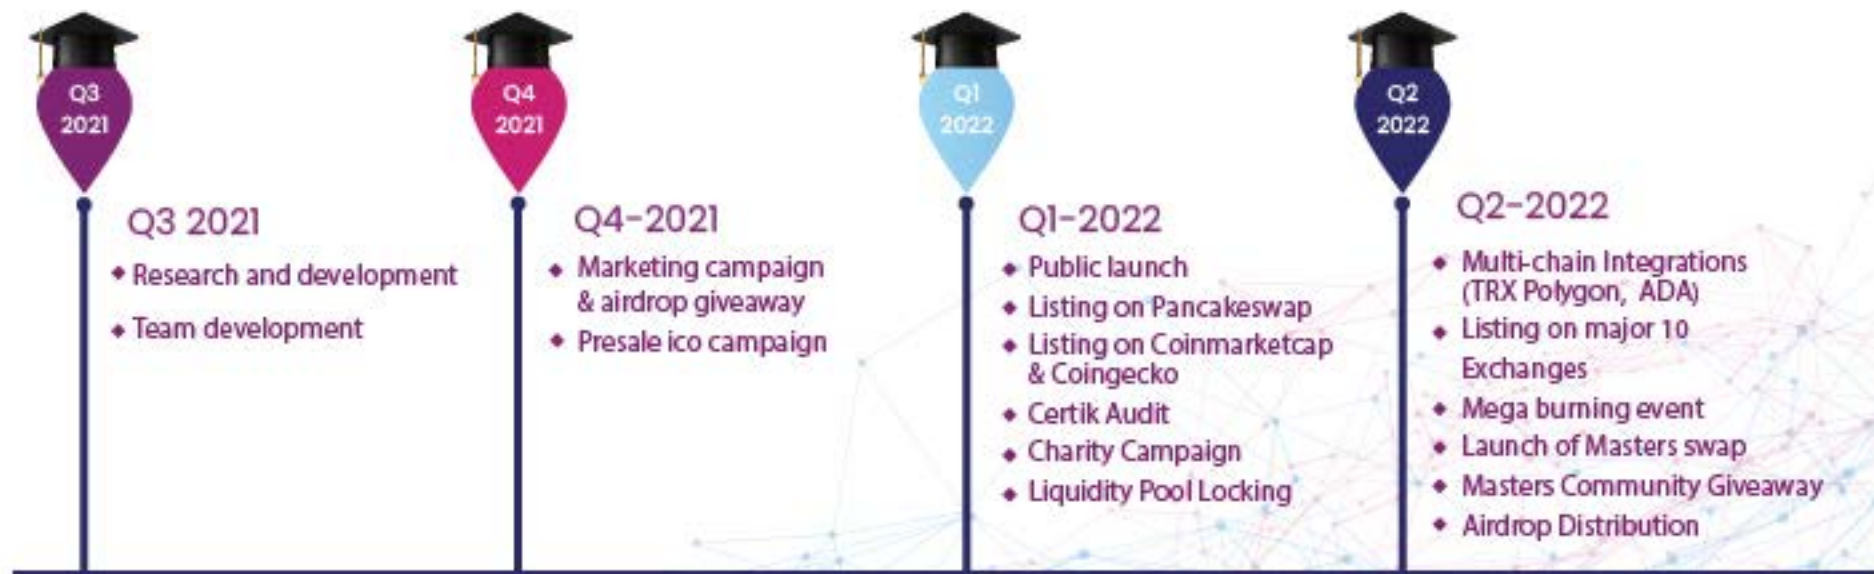 Q3
2021
Q3 2021
Research and development
Team development
Q4
2021
Q4-2021
Marketing campaign
& airdrop giveaway
Presale ico campaign
Q1
2022
Q1-2022
Public launch
Listing on Pancakeswap
Listing on Coinmarketcap
& Coingecko
Certik Audit
Charity Campaign
Liquidity Pool Locking
Q2
2022
Q2-2022
Multi-chain Integrations
(TRX Polygon, ADA)
Listing on major 10
Exchanges
Mega burning event
Launch of Masters swap
Masters Community Giveaway
Airdrop Distribution